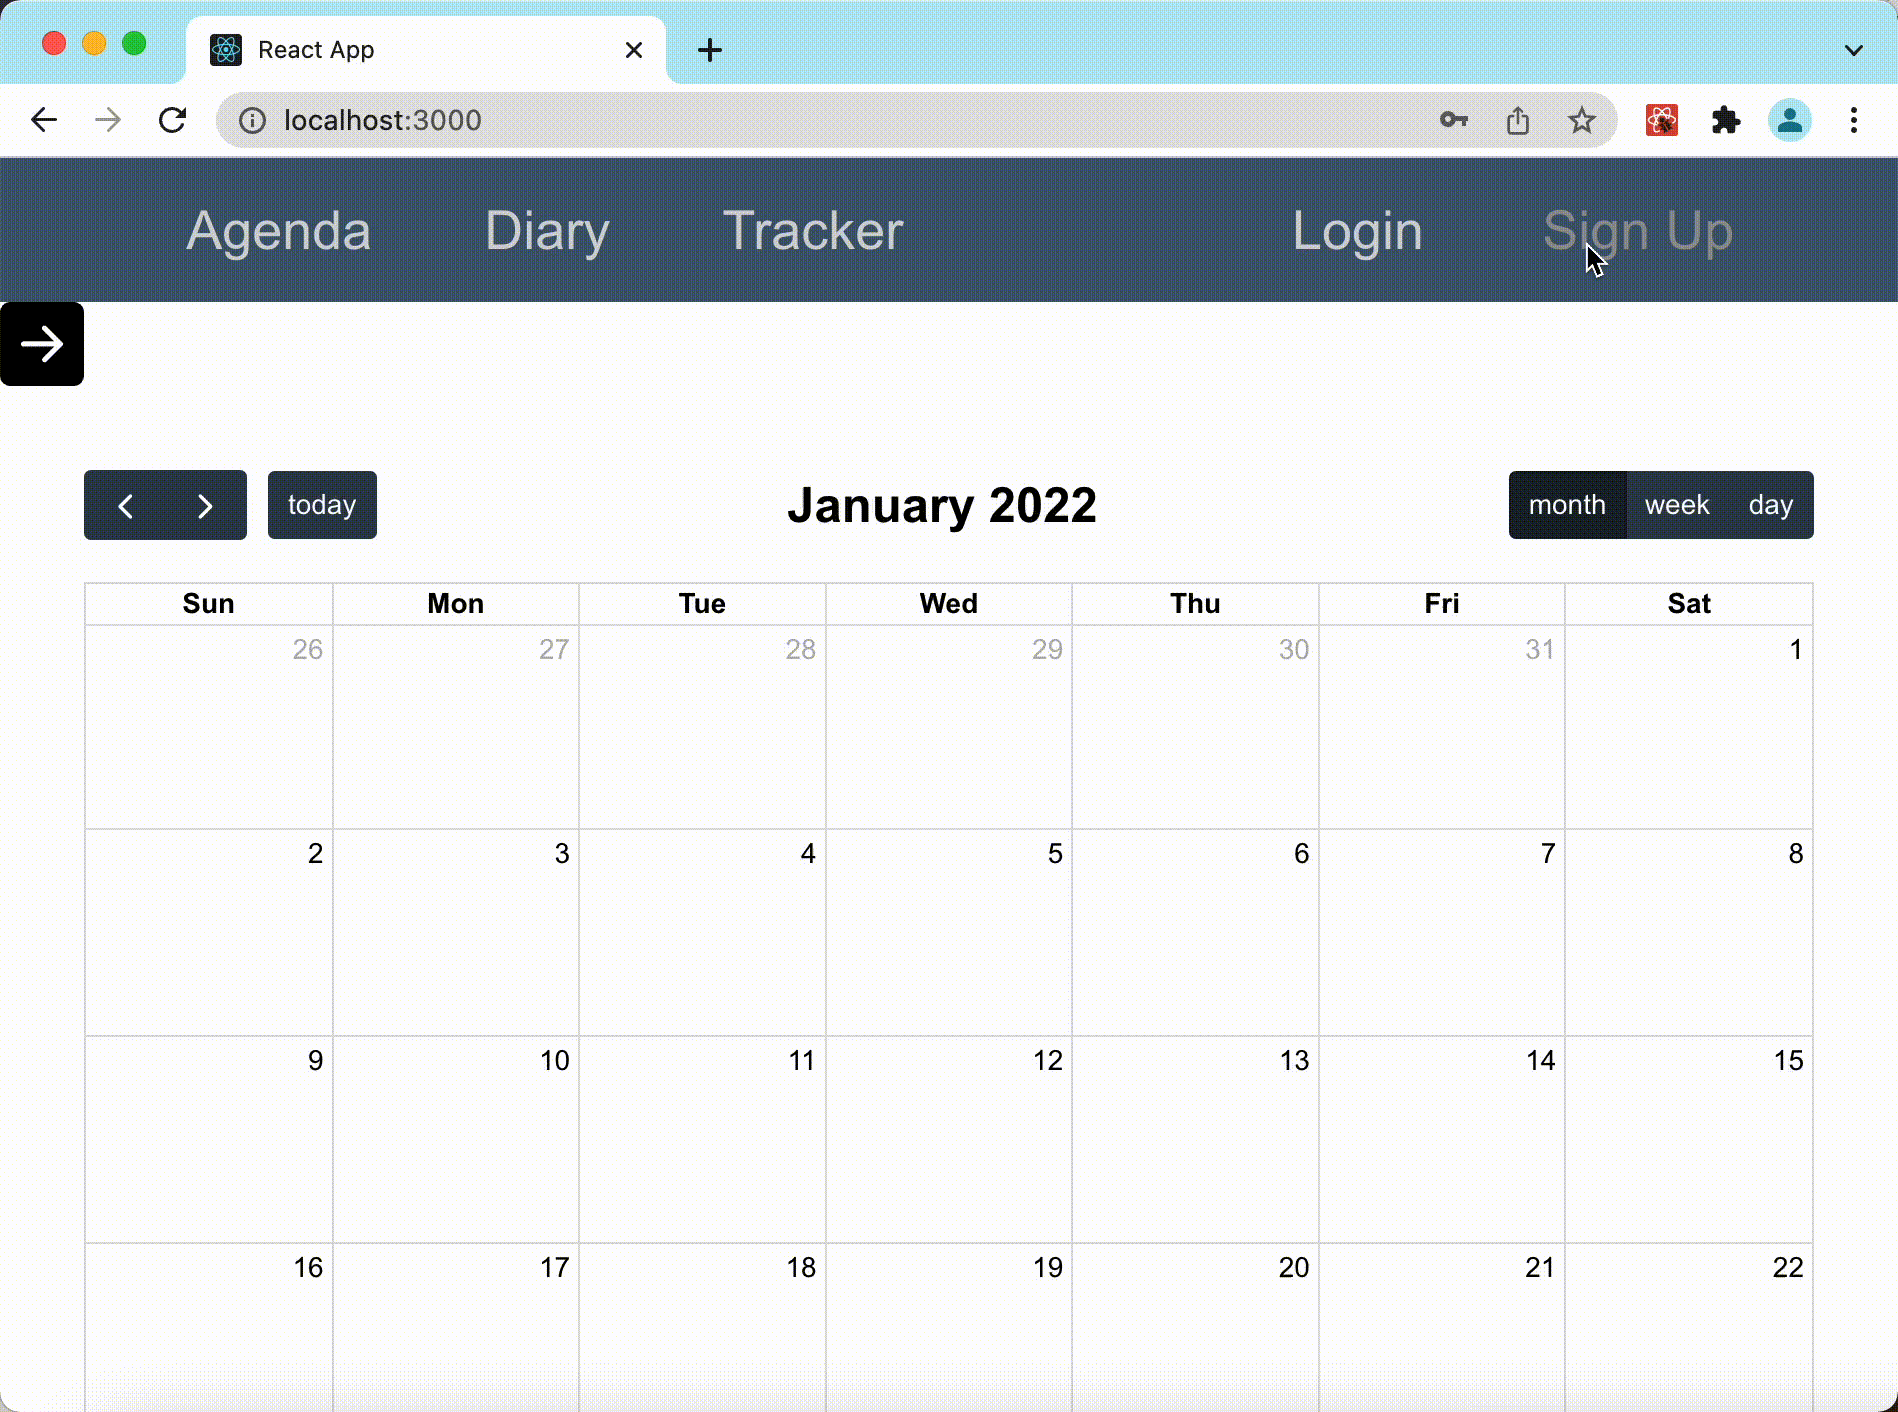 React App
localhost:3000
Agenda Diary Tracker Login Sign Up
today January 2022 month week day
Sun Mon Tue Wed Thu Fri Sat
26 27 28 29 30 31 1
2 3 4 5 6 7 8
9 10 11 12 13 14 15
16 17 18 19 20 21 22